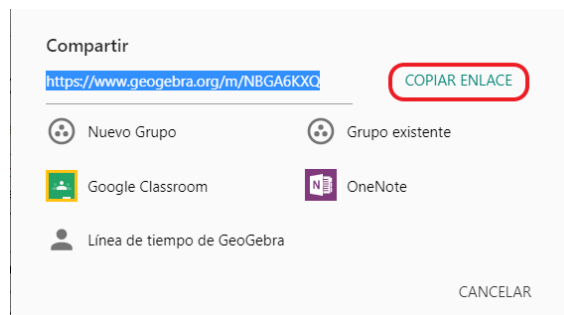 Compartir
https://www.geogebra.org/m/NBGA6KXQ
COPIAR ENLACE
Nuevo Grupo
Grupo existente
Google Classroom
OneNote
Línea de tiempo de GeoGebra
CANCELAR